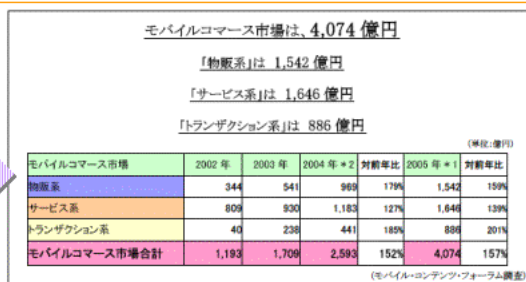 モバイルコマース市場は、4,074 億円
「物販系」は 1,542 億円
「サービス系」は 1,646 億円
「トランザクション系」は 886 億円
(単位:億円)
モバイルコマース市場 2002 年 2003 年 2004 年＊2 対前年比 2005 年＊1 対前年比
物販系 344 541 969 179% 1,542 159%
サービス系 809 930 1,183 127% 1,646 139%
トランザクション系 40 238 441 185% 886 201%
モバイルコマース市場合計 1,193 1,709 2,593 152% 4,074 157%
(モバイル・コンテンツ・フォーラム調査)